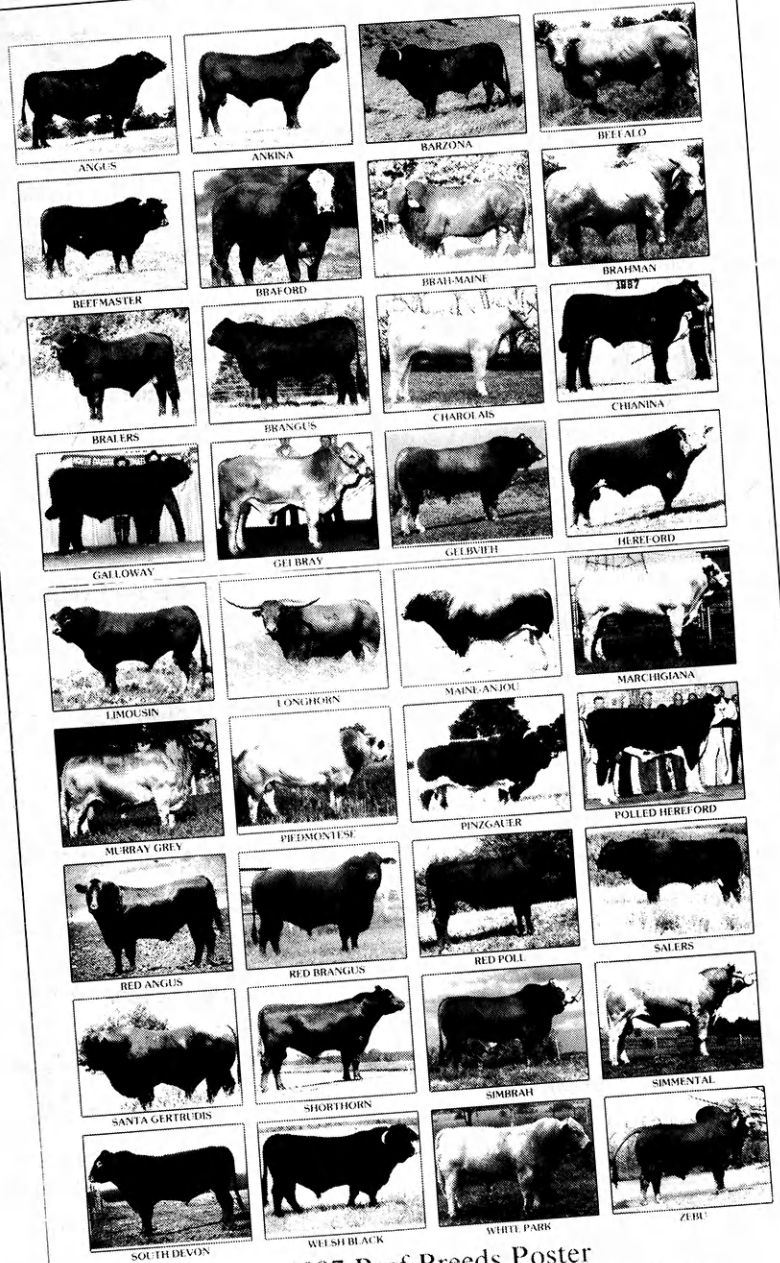 ANGUS ANKINA BARZONA BEEFALO
BEEFMASTER BRAFORD BRAH-MAINE BRAHMAN
1987
BRALERS BRANGUS CHAROLAIS CHIANINA
GALLOWAY GELBRAY GELBVIEH HEREFORD
LIMOUSIN LONGHORN MAINE-ANJOU MARCHIGIANA
MURRAY GREY PIEDMONTESE PINZGAUER POLLED HEREFORD
RED ANGUS RED BRANGUS RED POLL SALERS
SANTA GERTRUDIS SHORTHORN SIMBRAH SIMMENTAL
SOUTH DEVON WELSH BLACK WHITE PARK ZEBU
Beef Breeds Poster